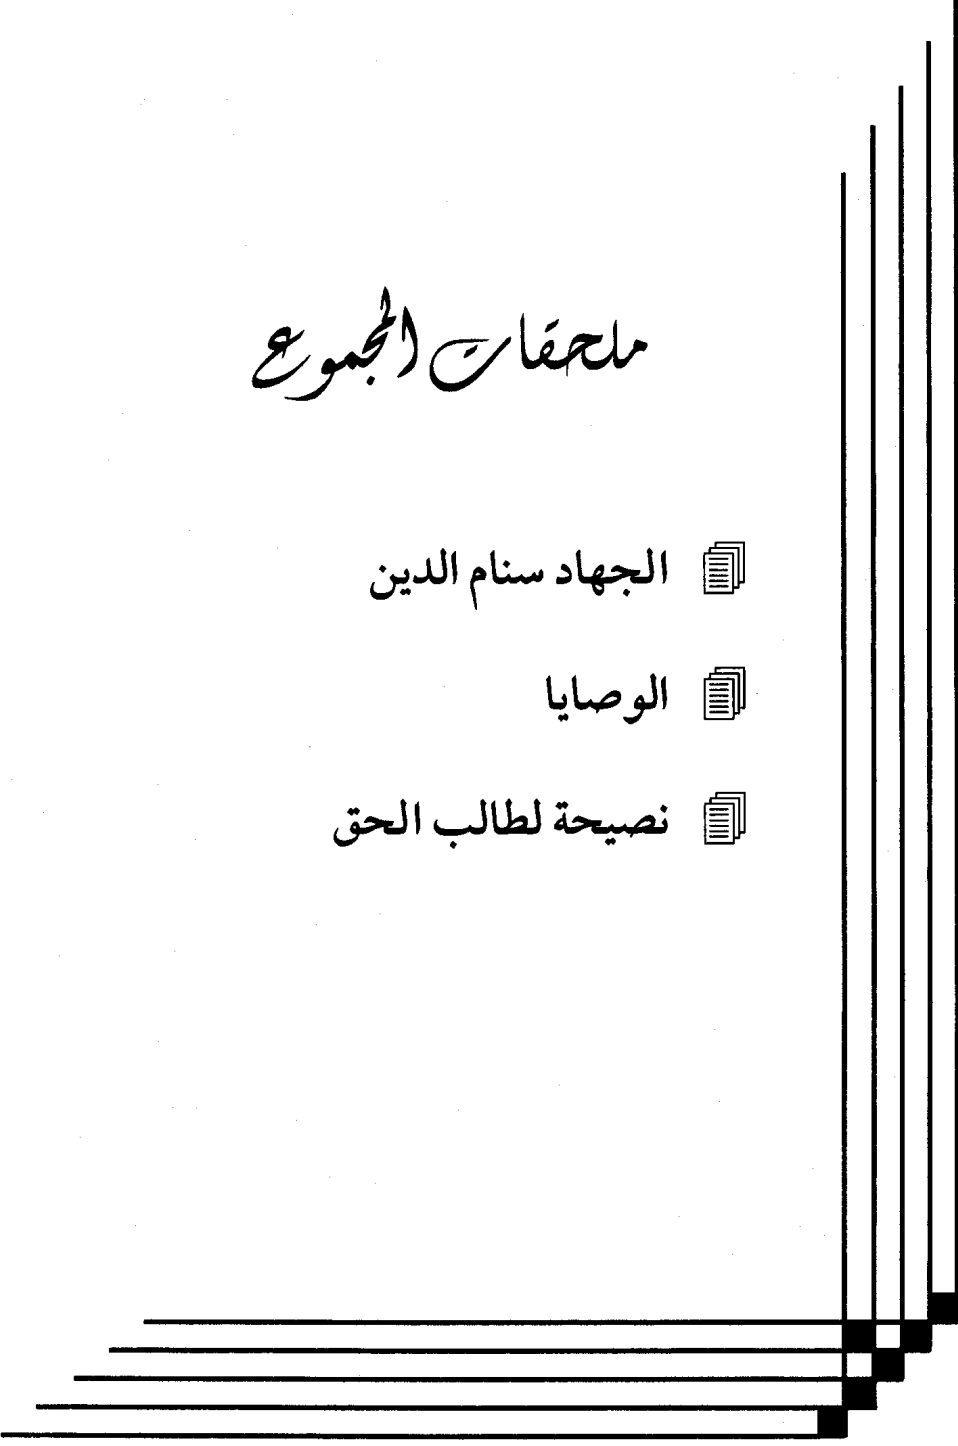 ملحقات المجموع
الجهاد سنام الدين
الوصايا
نصيحة لطالب الحق